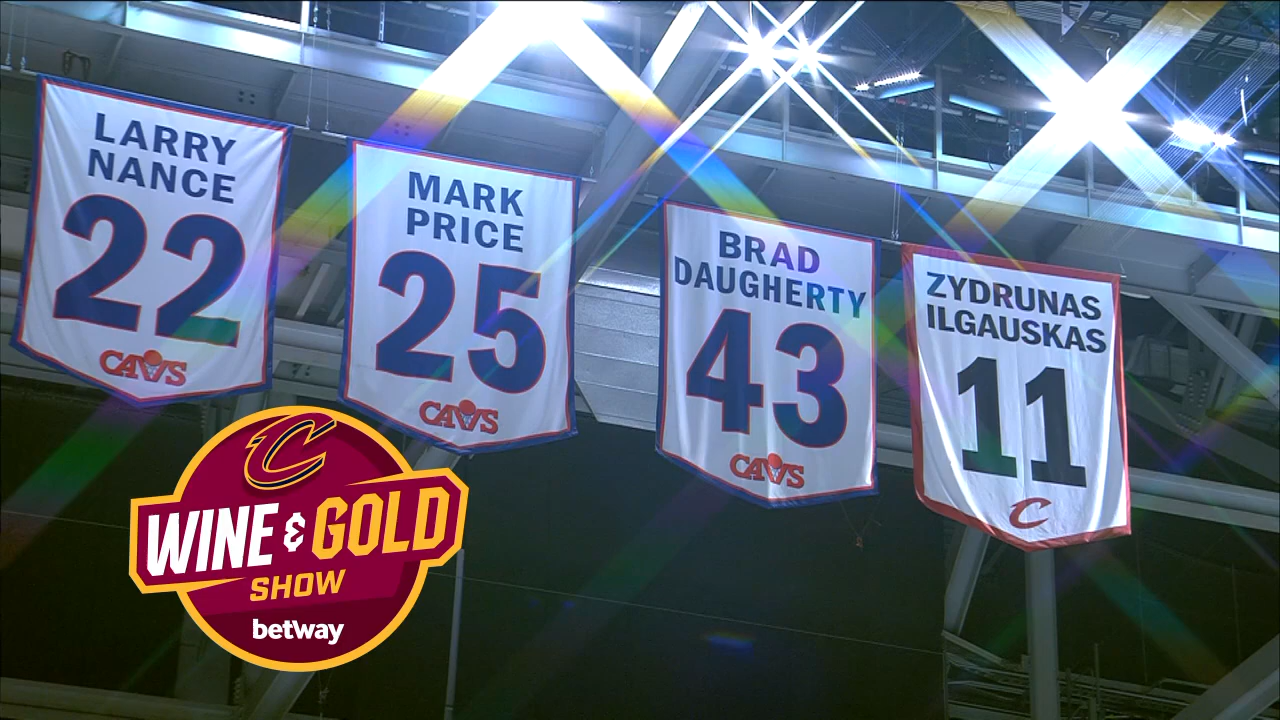 LARRY
NANCE
22
CAVS
MARK
PRICE
25
CAVS
BRAD
DAUGHERTY
43
CAVS
ZYDRUNAS
ILGAUSKAS
11
C
C
WINE & GOLD
SHOW
betway